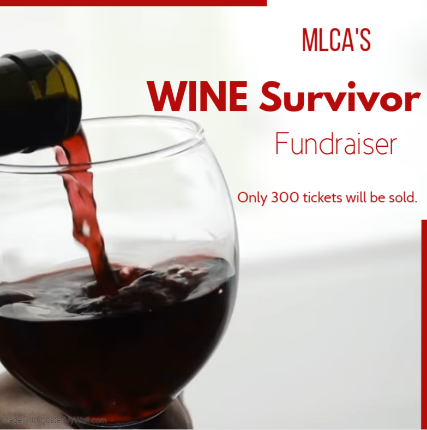 MLCA'S
WINE Survivor
Fundraiser
Only 300 tickets will be sold.